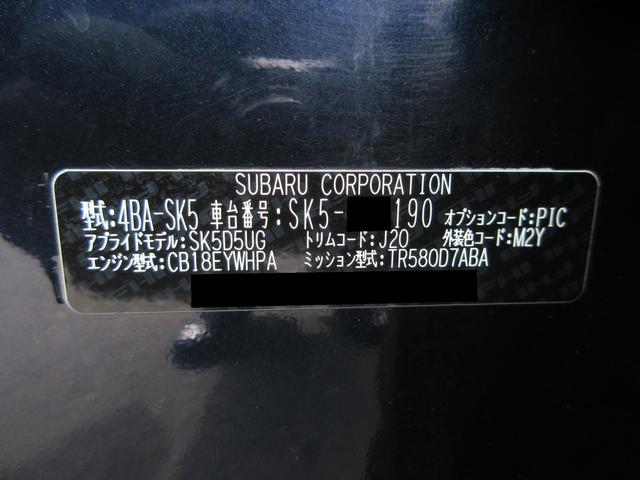 SUBARU CORPORATION
型式:4BA-SK5 車台番号:SK5- 190 オプションコード:PIC
アプライドモデル:SK5D5UG トリムコード:J20 外装色コード:M2Y
エンジン型式:CB18EYWHPA ミッション型式:TR580D7ABA